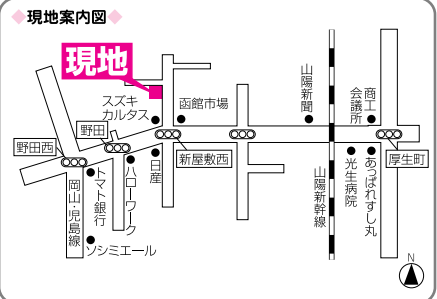 ◆現地案内図◆
現地
スズキ
カルタス
函館市場
山陽新聞
商工
会議所
野田
野田西
新屋敷西
厚生町
岡山・児島線
トマト銀行
ハローワーク
日産
ソシミエール
山陽新幹線
光生病院
あっぱれすし丸
N